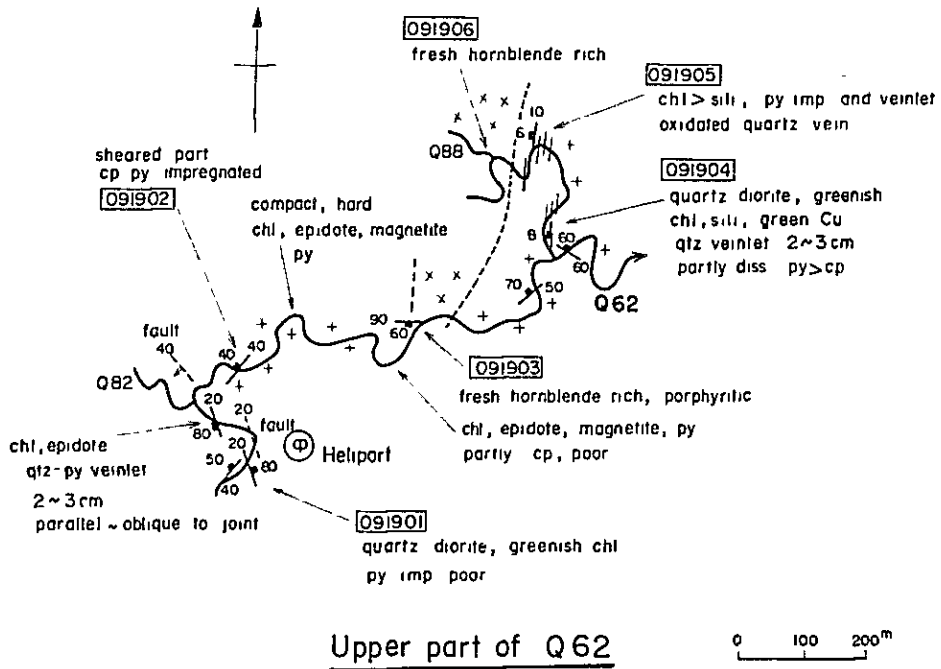 091906
fresh hornblende rich
091905
chl > sili, py imp and veinlet
oxidated quartz vein
10
6
Q88
091904
quartz diorite, greenish
chl, sili, green Cu
qtz veinlet 2~3cm
partly diss py>cp
sheared part
cp py impregnated
091902
compact, hard
chl, epidote, magnetite
py
60
60
70
50
Q62
90
60
fault
40
40
40
Q82
091903
fresh hornblende rich, porphyritic
chl, epidote, magnetite, py
partly cp, poor
20
20
80
fault
20
50
80
40
Heliport
chl, epidote
qtz-py veinlet
2~3cm
parallel ~ oblique to joint
091901
quartz diorite, greenish chl
py imp poor
Upper part of Q62
0 100 200m